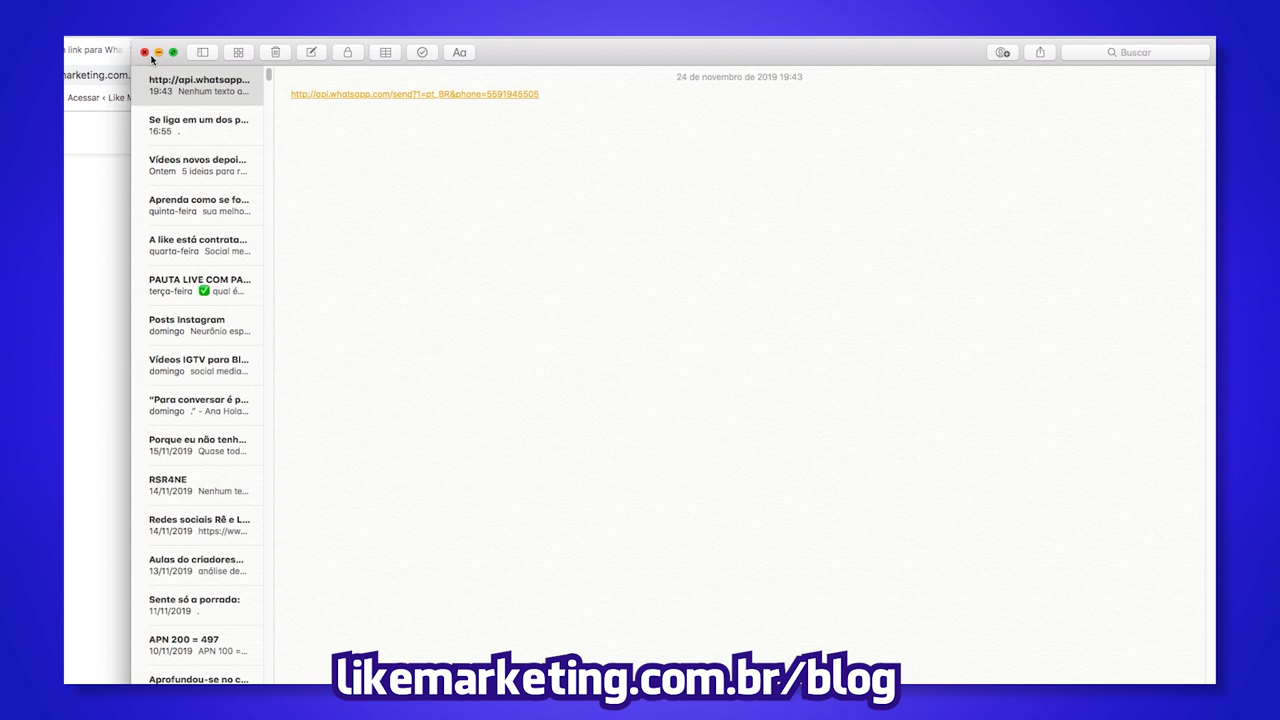 n link para Wha
Aa
Buscar
marketing.com.
Acessar ‹ Like M
http://api.whatsapp...
19:43 Nenhum texto a...
Se liga em um dos p...
16:55 .
Vídeos novos depoi...
Ontem 5 ideias para r...
Aprenda como se fo...
quinta-feira sua melho...
A like está contrata...
quarta-feira Social me...
PAUTA LIVE COM PA...
terça-feira ✅ qual é...
Posts Instagram
domingo Neurônio esp...
Vídeos IGTV para Bl...
domingo social media...
“Para conversar é p...
domingo .” - Ana Hola...
Porque eu não tenh...
15/11/2019 Quase tod...
RSR4NE
14/11/2019 Nenhum te...
Redes sociais Rê e L...
14/11/2019 https://ww...
Aulas do criadores...
13/11/2019 análise de...
Sente só a porrada:
11/11/2019 .
APN 200 = 497
10/11/2019 APN 100 =...
Aprofundou-se no c...
24 de novembro de 2019 19:43
http://api.whatsapp.com/send?1=pt_BR&phone=5591945505
likemarketing.com.br/blog